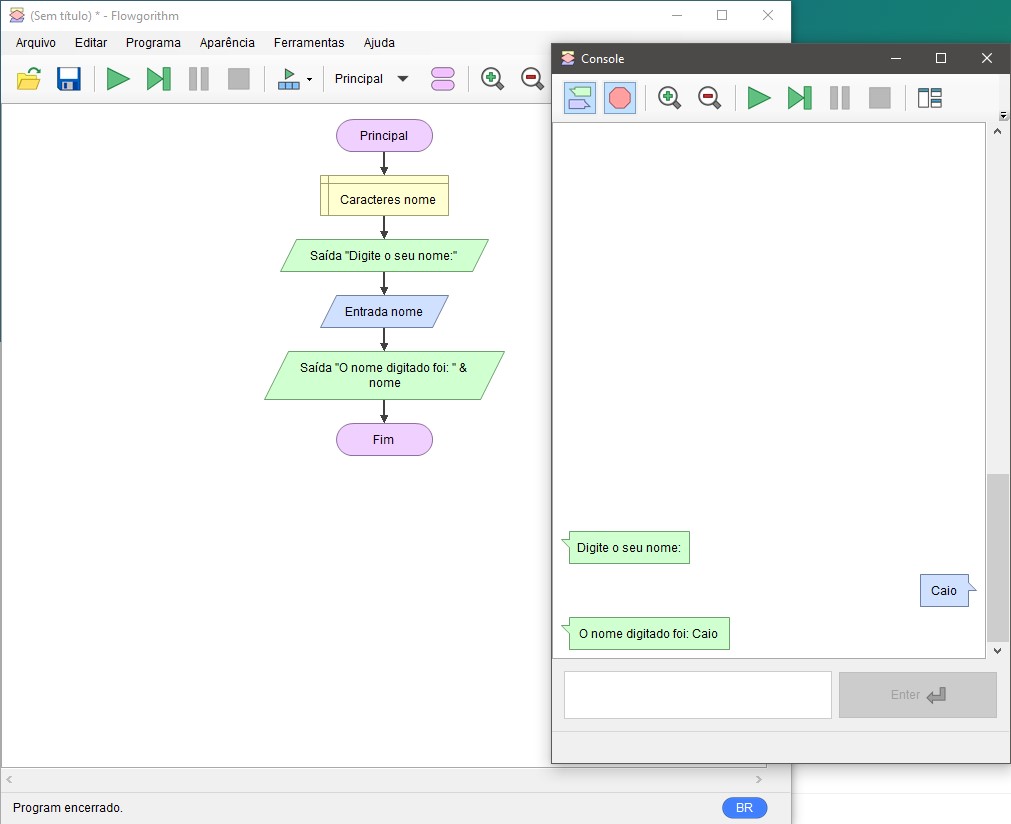 (Sem título) * - Flowgorithm
Arquivo Editar Programa Aparência Ferramentas Ajuda
Principal
Principal
Caracteres nome
Saída "Digite o seu nome:"
Entrada nome
Saída "O nome digitado foi: " &
nome
Fim
Program encerrado.
BR
Console
Digite o seu nome:
Caio
O nome digitado foi: Caio
Enter